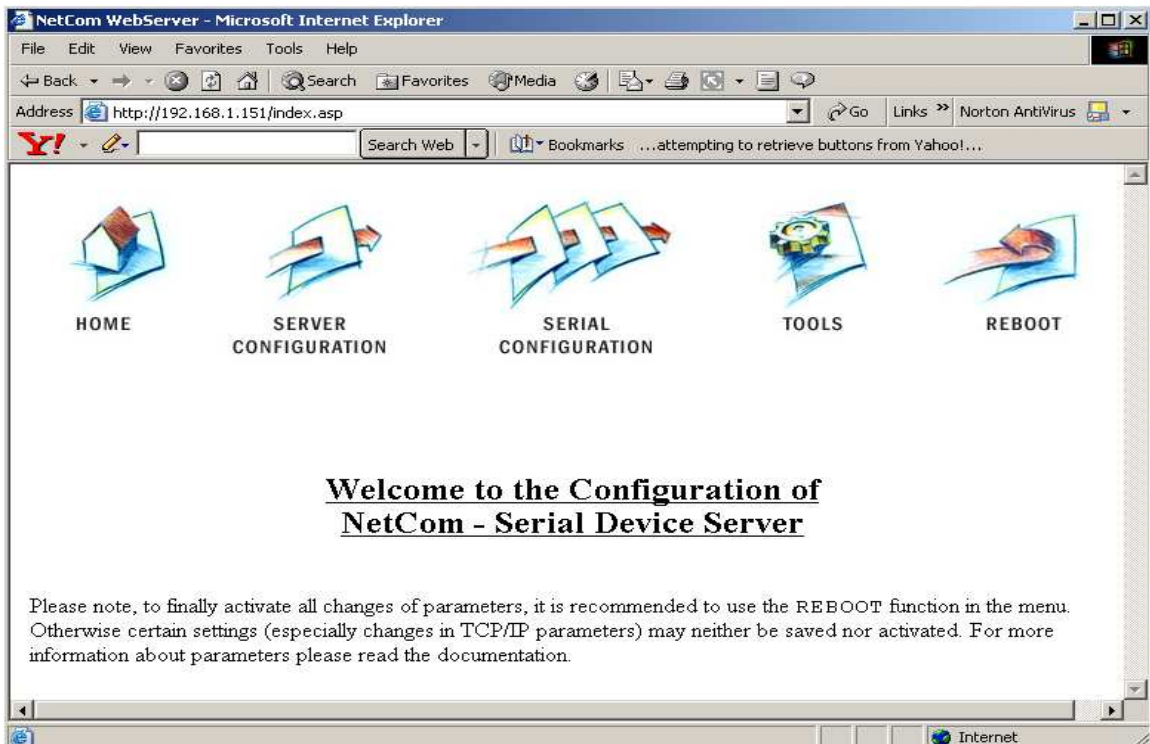 NetCom WebServer - Microsoft Internet Explorer
File Edit View Favorites Tools Help
Back Search Favorites Media
Address http://192.168.1.151/index.asp Go Links » Norton AntiVirus
Y! Search Web Bookmarks ...attempting to retrieve buttons from Yahoo!...
HOME SERVER SERIAL TOOLS REBOOT
CONFIGURATION CONFIGURATION
Welcome to the Configuration of
NetCom - Serial Device Server
Please note, to finally activate all changes of parameters, it is recommended to use the REBOOT function in the menu.
Otherwise certain settings (especially changes in TCP/IP parameters) may neither be saved nor activated. For more
information about parameters please read the documentation.
Internet